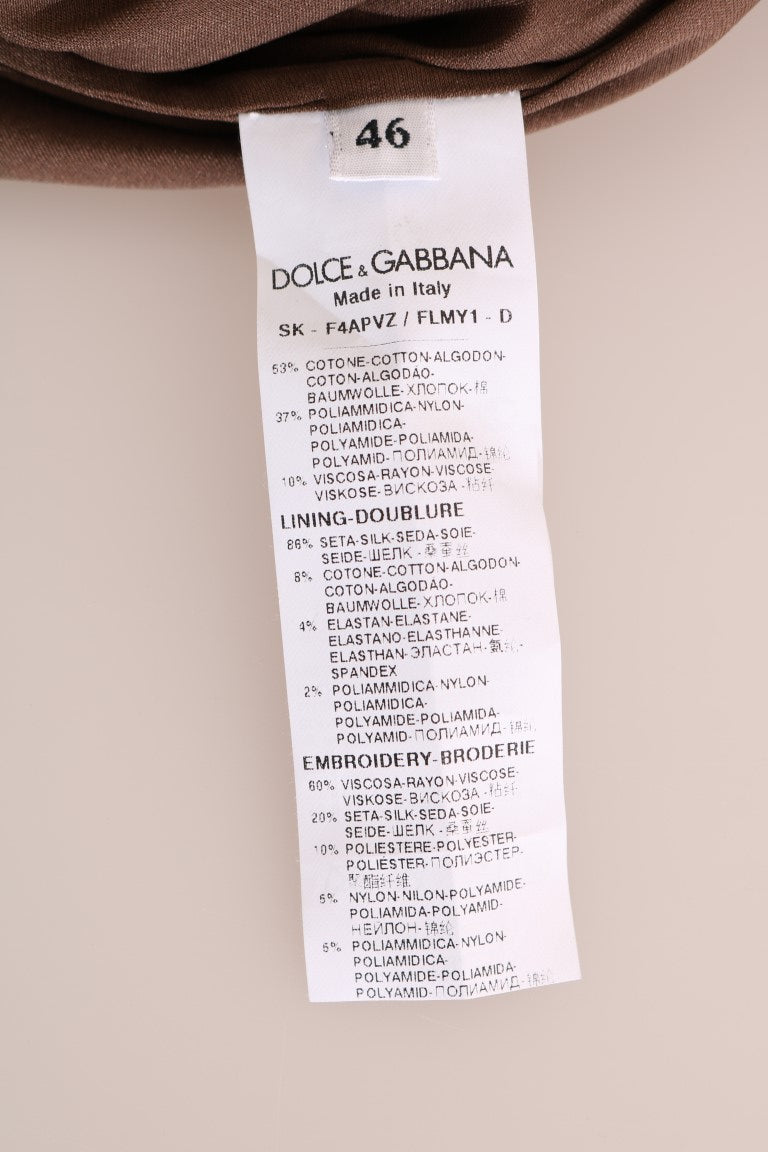 46
DOLCE & GABBANA
Made in Italy
SK - F4APVZ / FLMY1 - D
53% COTONE-COTTON-ALGODON-
COTON-ALGODÃO-
BAUMWOLLE-ХЛОПОК-棉
37% POLIAMMIDICA-NYLON-
POLIAMIDICA-
POLYAMIDE-POLIAMIDA-
POLYAMID-ПОЛИАМИД-锦纶
10% VISCOSA-RAYON-VISCOSE-
VISKOSE-ВИСКОЗА-粘纤
LINING-DOUBLURE
86% SETA-SILK-SEDA-SOIE-
SEIDE-ШЕЛК-桑蚕丝
8% COTONE-COTTON-ALGODON-
COTON-ALGODÃO-
BAUMWOLLE-ХЛОПОК-棉
4% ELASTAN-ELASTANE-
ELASTANO-ELASTHANNE-
ELASTHAN-ЭЛАСТАН-氨纶-
SPANDEX
2% POLIAMMIDICA-NYLON-
POLIAMIDICA-
POLYAMIDE-POLIAMIDA-
POLYAMID-ПОЛИАМИД-锦纶
EMBROIDERY-BRODERIE
60% VISCOSA-RAYON-VISCOSE-
VISKOSE-ВИСКОЗА-粘纤
20% SETA-SILK-SEDA-SOIE-
SEIDE-ШЕЛК-桑蚕丝
10% POLIESTERE-POLYESTER-
POLIÉSTER-ПОЛИЭСТЕР-
聚酯纤维
5% NYLON-NILON-POLYAMIDE-
POLIAMIDA-POLYAMID-
НЕЙЛОН-锦纶
5% POLIAMMIDICA-NYLON-
POLIAMIDICA-
POLYAMIDE-POLIAMIDA-
POLYAMID-ПОЛИАМИД-锦纶